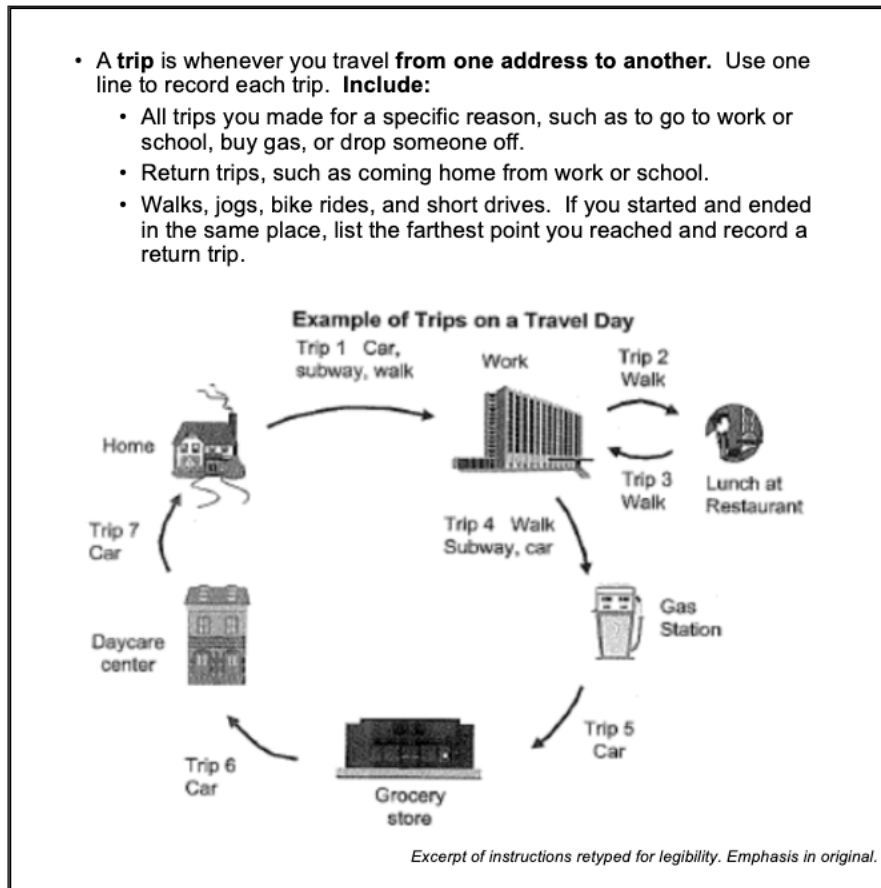 • A trip is whenever you travel from one address to another. Use one
line to record each trip. Include:
• All trips you made for a specific reason, such as to go to work or
school, buy gas, or drop someone off.
• Return trips, such as coming home from work or school.
• Walks, jogs, bike rides, and short drives. If you started and ended
in the same place, list the farthest point you reached and record a
return trip.
Example of Trips on a Travel Day
Trip 1 Car,
subway, walk
Work
Trip 2
Walk
Home
Trip 3
Walk
Lunch at
Restaurant
Trip 4 Walk
Subway, car
Gas
Station
Trip 5
Car
Grocery
store
Trip 6
Car
Daycare
center
Trip 7
Car
Excerpt of instructions retyped for legibility. Emphasis in original.